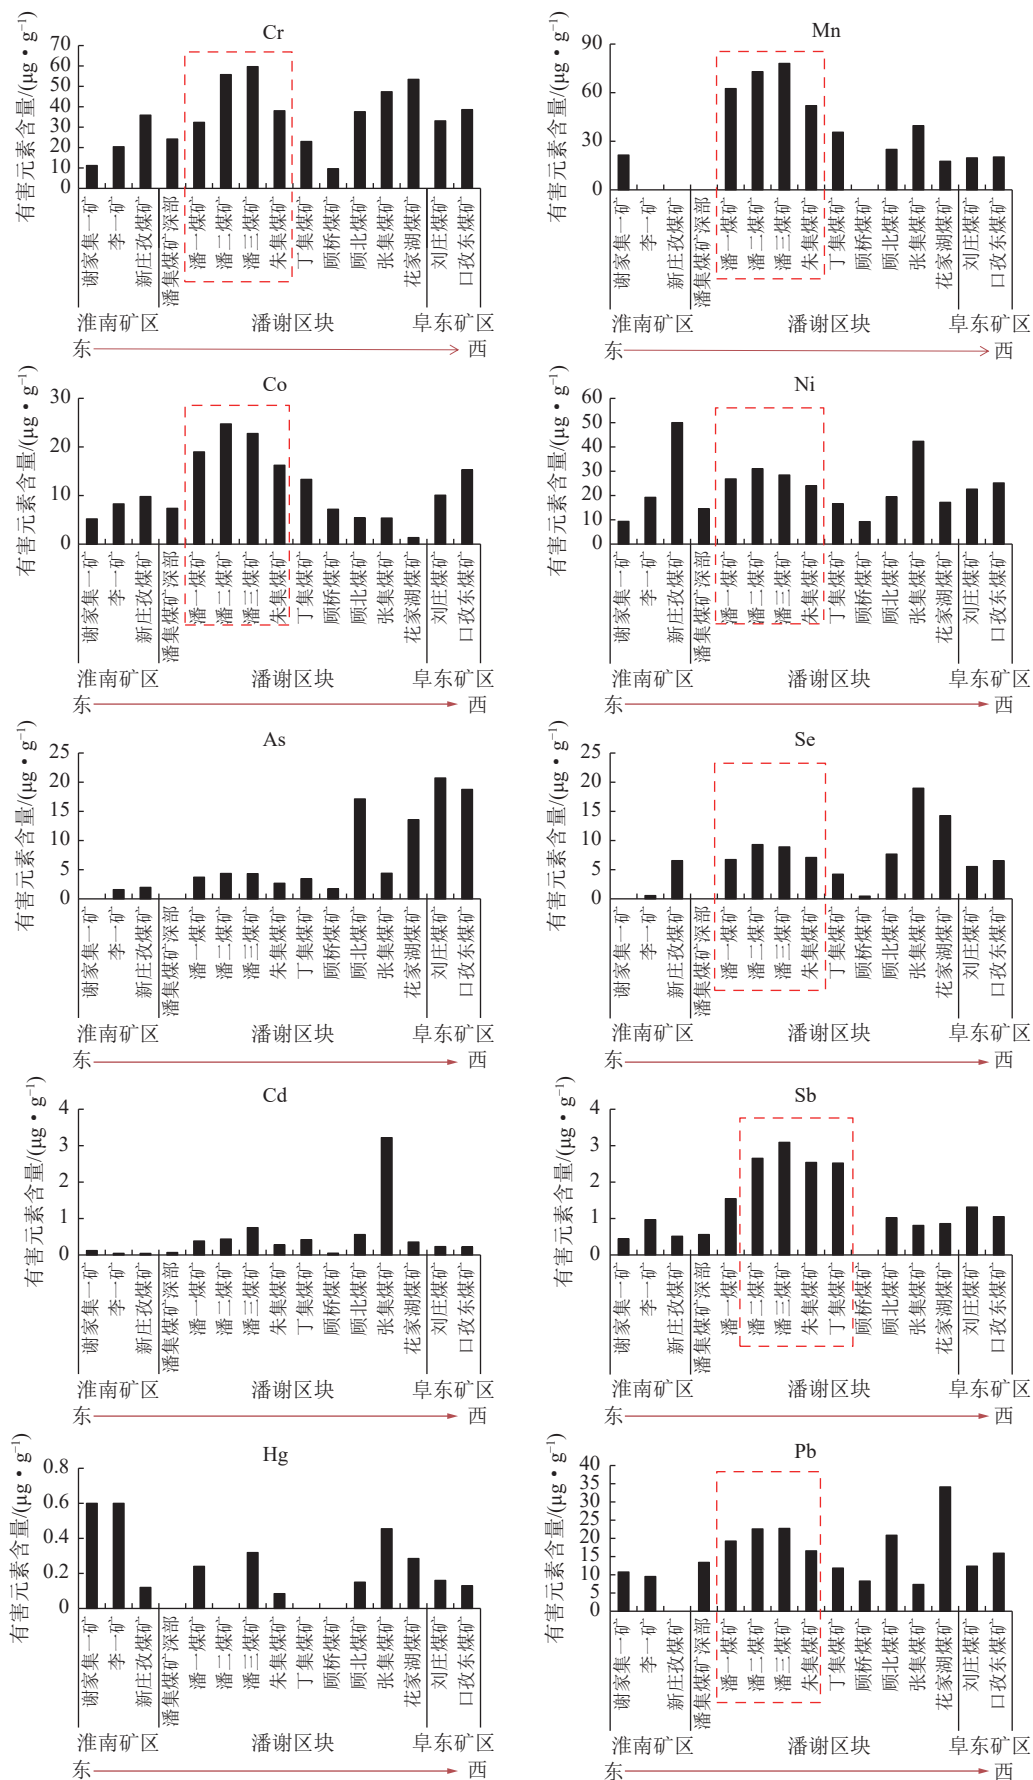 Cr
有害元素含量/(μg·g⁻¹)
70
60
50
40
30
20
10
0
谢家集一矿
李一矿
新庄孜煤矿
潘集煤矿深部
潘一煤矿
潘二煤矿
潘三煤矿
朱集煤矿
丁集煤矿
顾桥煤矿
顾北煤矿
张集煤矿
花家湖煤矿
刘庄煤矿
口孜东煤矿
淮南矿区 潘谢区块 阜东矿区
东 西
Mn
有害元素含量/(μg·g⁻¹)
90
60
30
0
谢家集一矿
李一矿
新庄孜煤矿
潘集煤矿深部
潘一煤矿
潘二煤矿
潘三煤矿
朱集煤矿
丁集煤矿
顾桥煤矿
顾北煤矿
张集煤矿
花家湖煤矿
刘庄煤矿
口孜东煤矿
淮南矿区 潘谢区块 阜东矿区
东 西
Co
有害元素含量/(μg·g⁻¹)
30
20
10
0
谢家集一矿
李一矿
新庄孜煤矿
潘集煤矿深部
潘一煤矿
潘二煤矿
潘三煤矿
朱集煤矿
丁集煤矿
顾桥煤矿
顾北煤矿
张集煤矿
花家湖煤矿
刘庄煤矿
口孜东煤矿
淮南矿区 潘谢区块 阜东矿区
东 西
Ni
有害元素含量/(μg·g⁻¹)
60
50
40
30
20
10
0
谢家集一矿
李一矿
新庄孜煤矿
潘集煤矿深部
潘一煤矿
潘二煤矿
潘三煤矿
朱集煤矿
丁集煤矿
顾桥煤矿
顾北煤矿
张集煤矿
花家湖煤矿
刘庄煤矿
口孜东煤矿
淮南矿区 潘谢区块 阜东矿区
东 西
As
有害元素含量/(μg·g⁻¹)
25
20
15
10
5
0
谢家集一矿
李一矿
新庄孜煤矿
潘集煤矿深部
潘一煤矿
潘二煤矿
潘三煤矿
朱集煤矿
丁集煤矿
顾桥煤矿
顾北煤矿
张集煤矿
花家湖煤矿
刘庄煤矿
口孜东煤矿
淮南矿区 潘谢区块 阜东矿区
东 西
Se
有害元素含量/(μg·g⁻¹)
25
20
15
10
5
0
谢家集一矿
李一矿
新庄孜煤矿
潘集煤矿深部
潘一煤矿
潘二煤矿
潘三煤矿
朱集煤矿
丁集煤矿
顾桥煤矿
顾北煤矿
张集煤矿
花家湖煤矿
刘庄煤矿
口孜东煤矿
淮南矿区 潘谢区块 阜东矿区
东 西
Cd
有害元素含量/(μg·g⁻¹)
4
3
2
1
0
谢家集一矿
李一矿
新庄孜煤矿
潘集煤矿深部
潘一煤矿
潘二煤矿
潘三煤矿
朱集煤矿
丁集煤矿
顾桥煤矿
顾北煤矿
张集煤矿
花家湖煤矿
刘庄煤矿
口孜东煤矿
淮南矿区 潘谢区块 阜东矿区
东 西
Sb
有害元素含量/(μg·g⁻¹)
4
3
2
1
0
谢家集一矿
李一矿
新庄孜煤矿
潘集煤矿深部
潘一煤矿
潘二煤矿
潘三煤矿
朱集煤矿
丁集煤矿
顾桥煤矿
顾北煤矿
张集煤矿
花家湖煤矿
刘庄煤矿
口孜东煤矿
淮南矿区 潘谢区块 阜东矿区
东 西
Hg
有害元素含量/(μg·g⁻¹)
0.8
0.6
0.4
0.2
0
谢家集一矿
李一矿
新庄孜煤矿
潘集煤矿深部
潘一煤矿
潘二煤矿
潘三煤矿
朱集煤矿
丁集煤矿
顾桥煤矿
顾北煤矿
张集煤矿
花家湖煤矿
刘庄煤矿
口孜东煤矿
淮南矿区 潘谢区块 阜东矿区
东 西
Pb
有害元素含量/(μg·g⁻¹)
40
35
30
25
20
15
10
5
0
谢家集一矿
李一矿
新庄孜煤矿
潘集煤矿深部
潘一煤矿
潘二煤矿
潘三煤矿
朱集煤矿
丁集煤矿
顾桥煤矿
顾北煤矿
张集煤矿
花家湖煤矿
刘庄煤矿
口孜东煤矿
淮南矿区 潘谢区块 阜东矿区
东 西